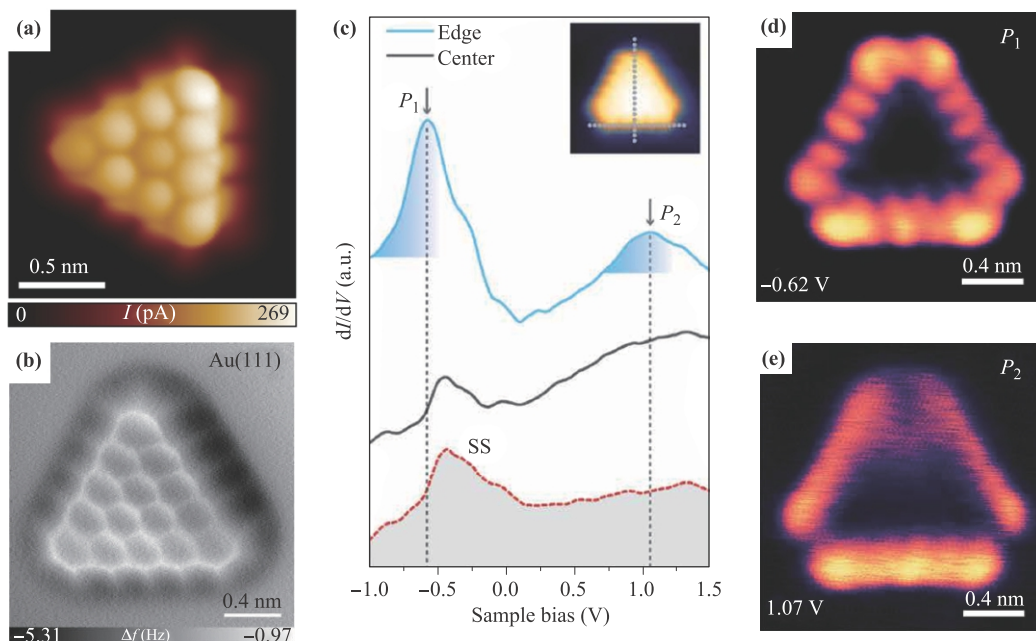 (a)
0.5 nm
0
I (pA)
269
(b)
Au(111)
0.4 nm
−5.31
Δf (Hz)
−0.97
(c)
Edge
Center
P1
P2
SS
dI/dV (a.u.)
−1.0 −0.5 0.0 0.5 1.0 1.5
Sample bias (V)
(d)
P1
−0.62 V
0.4 nm
(e)
P2
1.07 V
0.4 nm